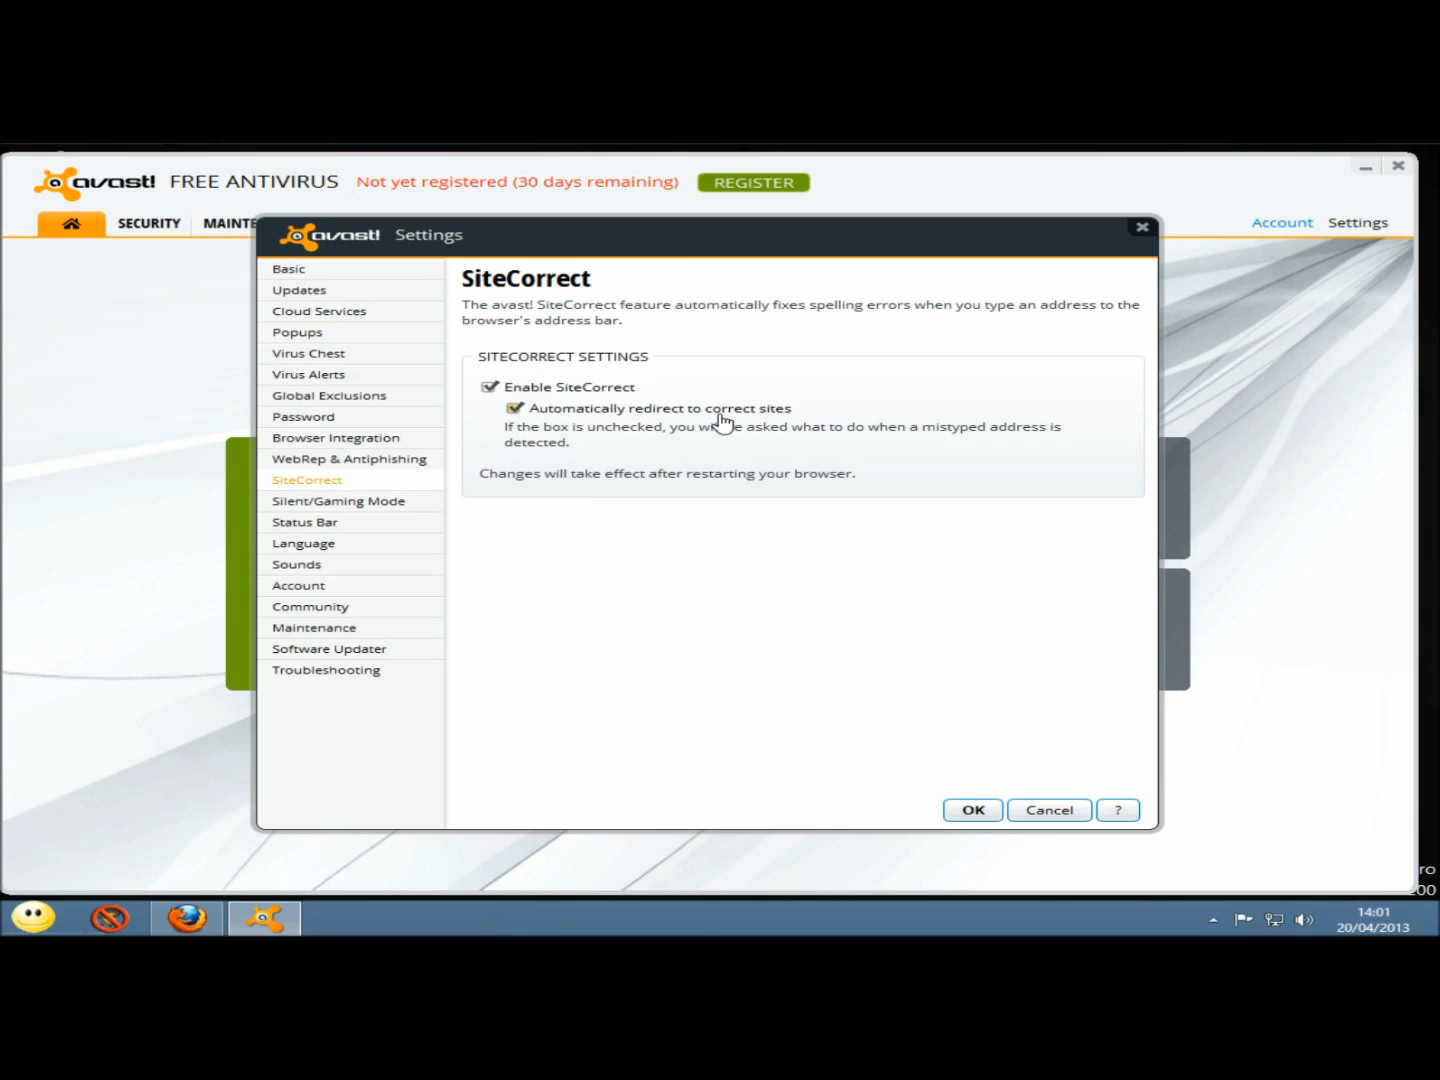 avast! FREE ANTIVIRUS Not yet registered (30 days remaining) REGISTER
SECURITY MAINTE
Account Settings
avast! Settings
Basic
Updates
Cloud Services
Popups
Virus Chest
Virus Alerts
Global Exclusions
Password
Browser Integration
WebRep & Antiphishing
SiteCorrect
Silent/Gaming Mode
Status Bar
Language
Sounds
Account
Community
Maintenance
Software Updater
Troubleshooting
SiteCorrect
The avast! SiteCorrect feature automatically fixes spelling errors when you type an address to the
browser's address bar.
SITECORRECT SETTINGS
Enable SiteCorrect
Automatically redirect to correct sites
If the box is unchecked, you asked what to do when a mistyped address is
detected.
Changes will take effect after restarting your browser.
OK Cancel ?
ro
00
14:01
20/04/2013